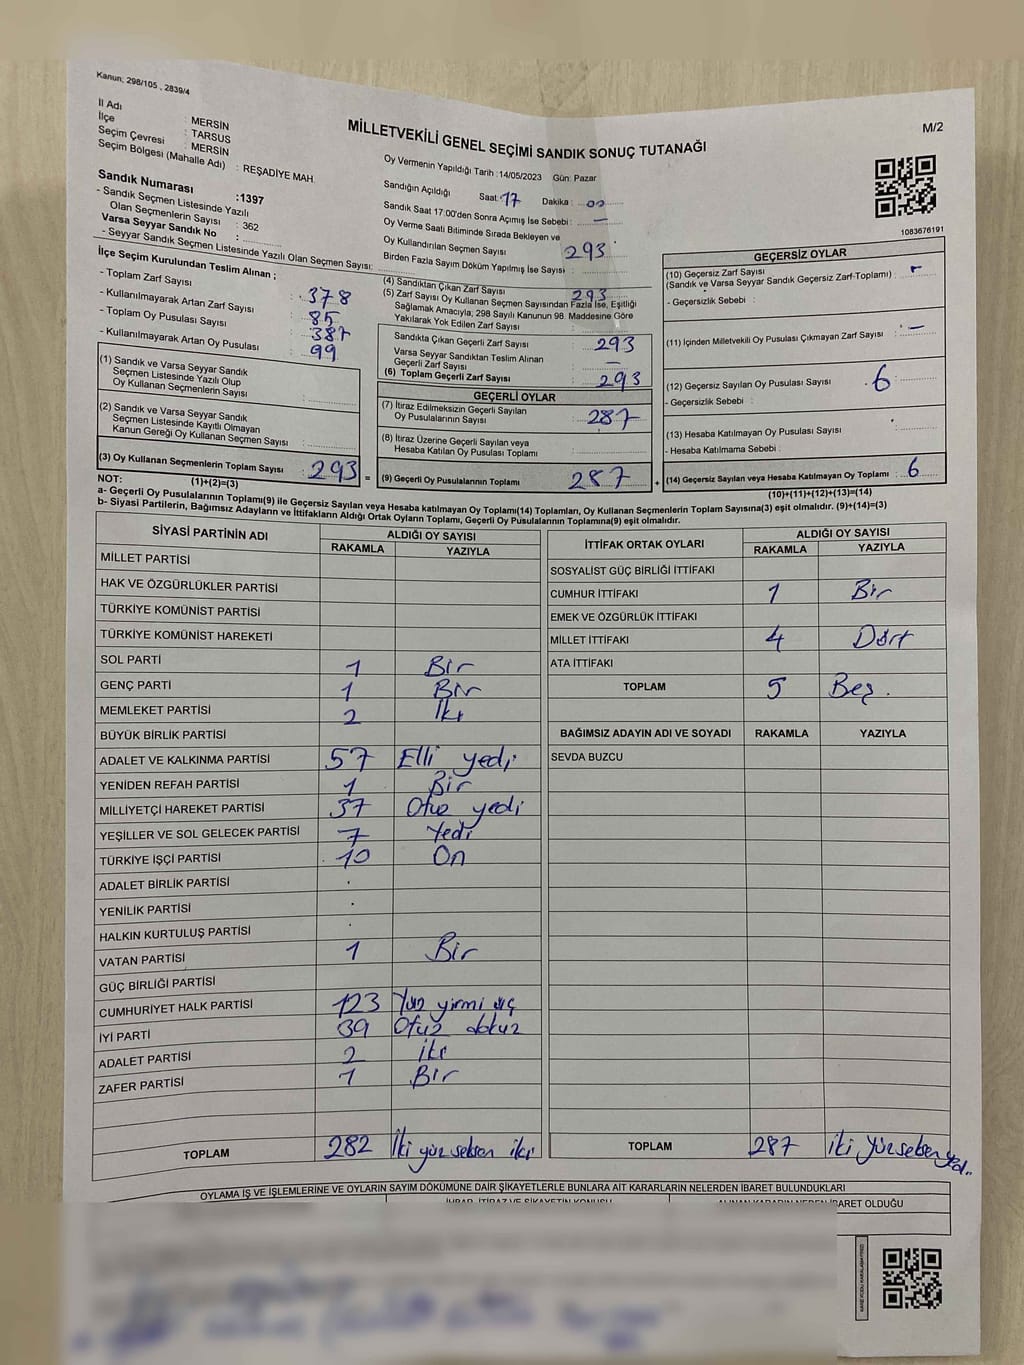 Kanun; 298/105 , 2839/4
M/2
MİLLETVEKİLİ GENEL SEÇİMİ SANDIK SONUÇ TUTANAĞI
İl Adı : MERSİN
İlçe : TARSUS
Seçim Çevresi : MERSİN
Seçim Bölgesi (Mahalle Adı) : REŞADİYE MAH.
Sandık Numarası :1397
- Sandık Seçmen Listesinde Yazılı
Olan Seçmenlerin Sayısı : 362
Varsa Seyyar Sandık No :
- Seyyar Sandık Seçmen Listesinde Yazılı Olan Seçmen Sayısı:
İlçe Seçim Kurulundan Teslim Alınan ;
- Toplam Zarf Sayısı : 378
- Kullanılmayarak Artan Zarf Sayısı : 85
- Toplam Oy Pusulası Sayısı : 387
- Kullanılmayarak Artan Oy Pusulası : 99
(1) Sandık ve Varsa Seyyar Sandık
Seçmen Listesinde Yazılı Olup
Oy Kullanan Seçmenlerin Sayısı :
(2) Sandık ve Varsa Seyyar Sandık
Seçmen Listesinde Kayıtlı Olmayan
Kanun Gereği Oy Kullanan Seçmen Sayısı :
(3) Oy Kullanan Seçmenlerin Toplam Sayısı : 293 =
(1)+(2)=(3)
Oy Vermenin Yapıldığı Tarih :14/05/2023 Gün: Pazar
Sandığın Açıldığı Saat: 17 Dakika : 00
Sandık Saat 17:00'den Sonra Açımış İse Sebebi : —
Oy Verme Saati Bitiminde Sırada Bekleyen ve
Oy Kullandırılan Seçmen Sayısı : 293
Birden Fazla Sayım Döküm Yapılmış İse Sayısı :
(4) Sandıktan Çıkan Zarf Sayısı : 293
(5) Zarf Sayısı Oy Kullanan Seçmen Sayısından Fazla İse, Eşitliği
Sağlamak Amacıyla; 298 Sayılı Kanunun 98. Maddesine Göre
Yakılarak Yok Edilen Zarf Sayısı :
Sandıkta Çıkan Geçerli Zarf Sayısı : 293
Varsa Seyyar Sandıktan Teslim Alınan
Geçerli Zarf Sayısı : —
(6) Toplam Geçerli Zarf Sayısı : 293
GEÇERLİ OYLAR
(7) İtiraz Edilmeksizin Geçerli Sayılan
Oy Pusulalarının Sayısı : 287
(8) İtiraz Üzerine Geçerli Sayılan veya
Hesaba Katılan Oy Pusulası Toplamı :
(9) Geçerli Oy Pusulalarının Toplamı : 287 +
1083676191
GEÇERSİZ OYLAR
(10) Geçersiz Zarf Sayısı
(Sandık ve Varsa Seyyar Sandık Geçersiz Zarf Toplamı) : -
- Geçersizlik Sebebi :
(11) İçinden Milletvekili Oy Pusulası Çıkmayan Zarf Sayısı : —
(12) Geçersiz Sayılan Oy Pusulası Sayısı : 6
- Geçersizlik Sebebi :
(13) Hesaba Katılmayan Oy Pusulası Sayısı :
- Hesaba Katılmama Sebebi :
(14) Geçersiz Sayılan veya Hesaba Katılmayan Oy Toplamı : 6
(10)+(11)+(12)+(13)=(14)
NOT:
a- Geçerli Oy Pusulalarının Toplamı(9) ile Geçersiz Sayılan veya Hesaba katılmayan Oy Toplamı(14) Toplamları, Oy Kullanan Seçmenlerin Toplam Sayısına(3) eşit olmalıdır. (9)+(14)=(3)
b- Siyasi Partilerin, Bağımsız Adayların ve İttifakların Aldığı Ortak Oyların Toplamı, Geçerli Oy Pusulalarının Toplamına(9) eşit olmalıdır.
SİYASİ PARTİNİN ADI ALDIĞI OY SAYISI
RAKAMLA YAZIYLA
MİLLET PARTİSİ
HAK VE ÖZGÜRLÜKLER PARTİSİ
TÜRKİYE KOMÜNİST PARTİSİ
TÜRKİYE KOMÜNİST HAREKETİ
SOL PARTİ 1 Bir
GENÇ PARTİ 1 Bir
MEMLEKET PARTİSİ 2 İki
BÜYÜK BİRLİK PARTİSİ
ADALET VE KALKINMA PARTİSİ 57 Elli yedi
YENİDEN REFAH PARTİSİ 1 Bir
MİLLİYETÇİ HAREKET PARTİSİ 37 Otuz yedi
YEŞİLLER VE SOL GELECEK PARTİSİ 7 Yedi
TÜRKİYE İŞÇİ PARTİSİ 10 On
ADALET BİRLİK PARTİSİ
YENİLİK PARTİSİ
HALKIN KURTULUŞ PARTİSİ
VATAN PARTİSİ 1 Bir
GÜÇ BİRLİĞİ PARTİSİ
CUMHURİYET HALK PARTİSİ 123 Yüz yirmi üç
İYİ PARTİ 39 Otuz dokuz
ADALET PARTİSİ 2 iki
ZAFER PARTİSİ 1 Bir
TOPLAM 282 İki yüz seksen iki
İTTİFAK ORTAK OYLARI ALDIĞI OY SAYISI
RAKAMLA YAZIYLA
SOSYALİST GÜÇ BİRLİĞİ İTTİFAKI
CUMHUR İTTİFAKI 1 Bir
EMEK VE ÖZGÜRLÜK İTTİFAKI
MİLLET İTTİFAKI 4 Dört
ATA İTTİFAKI
TOPLAM 5 Beş.
BAĞIMSIZ ADAYIN ADI VE SOYADI RAKAMLA YAZIYLA
SEVDA BUZCU
TOPLAM 287 iki yüz seksen yedi..
OYLAMA İŞ VE İŞLEMLERİNE VE OYLARIN SAYIM DÖKÜMÜNE DAİR ŞİKAYETLERLE BUNLARA AİT KARARLARIN NELERDEN İBARET BULUNDUKLARI
İHBAR, İTİRAZ VE ŞİKAYETİN KONUSU ALINAN KARARIN NEDEN İBARET OLDUĞU